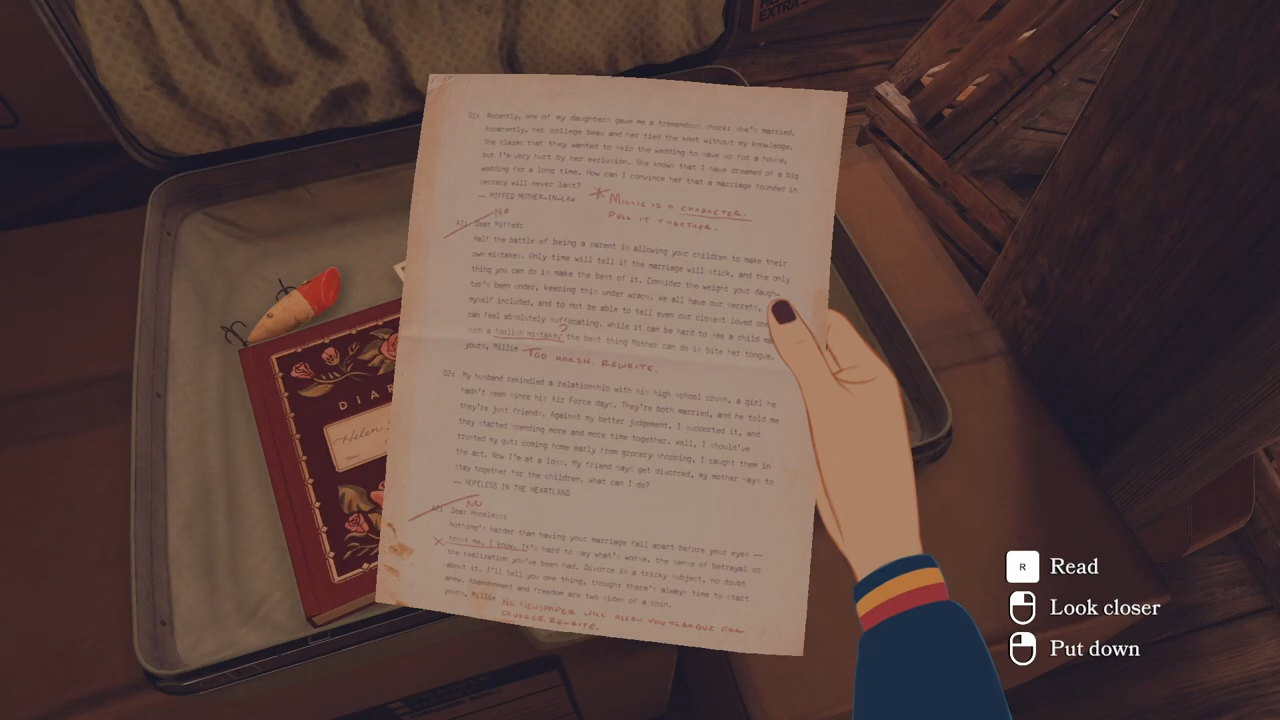 EXTRA
Q1: Recently, one of my daughters gave me a tremendous shock: she's married.
Apparently, her college beau and her tied the knot without my knowledge.
She claims that they wanted to skip the wedding to save up for a house,
but I'm very hurt by her exclusion. She knows that I have dreamed of a big
wedding for a long time. How can I convince her that a marriage founded in
secrecy will never last?
— MIFFED MOTHER-IN-LAW
* MILLIE IS A CHARACTER.
PULL IT TOGETHER.
NO
A1: Dear Miffed:
Half the battle of being a parent is allowing your children to make their
own mistakes. Only time will tell if the marriage will stick, and the only
thing you can do is make the best of it. Consider the weight your daugh-
ter's been under, keeping this under wraps. We all have our secrets,
myself included, and to not be able to tell even our closest loved
can feel absolutely suffocating. While it can be hard to see a child
such a foolish mistake,? the best thing Mother can do is bite her tongue.
yours, Millie TOO HARSH. REWRITE.
Q2: My husband rekindled a relationship with his high school crush, a girl he
hadn't seen since his Air Force days. They're both married, and he told me
they're just friends. Against my better judgement, I supported it, and
they started spending more and more time together. Well, I should've
trusted my gut: coming home early from grocery shopping, I caught them in
the act. Now I'm at a loss. My friend says get divorced, my mother says to
stay together for the children. What can I do?
— HOPELESS IN THE HEARTLAND
NO
A2: Dear Hopeless:
Nothing's harder than having your marriage fall apart before your eyes —
X trust me, I know. It's hard to say what's worse, the sense of betrayal or
the realization you've been had. Divorce is a tricky subject, no doubt
about it. I'll tell you one thing, though: there's always time to start
anew. Abandonment and freedom are two sides of a coin.
yours, Millie NO NEWSPAPER WILL ALLOW YOU TO ARGUE FOR
DIVORCE. REWRITE.
DIAR
Helen
R Read
Look closer
Put down